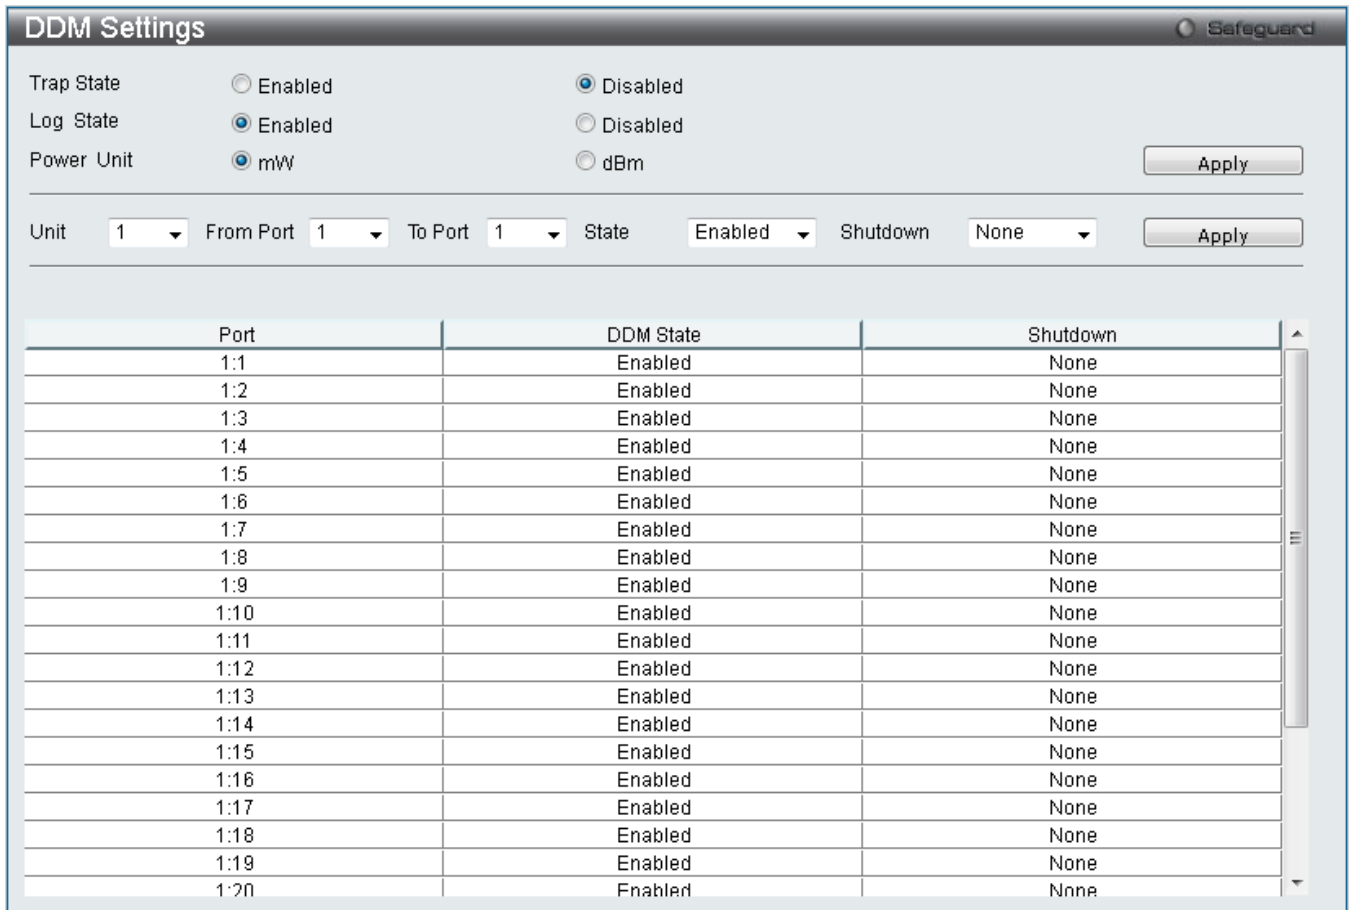 DDM Settings Safeguard
Trap State Enabled Disabled
Log State Enabled Disabled
Power Unit mW dBm Apply
Unit 1 From Port 1 To Port 1 State Enabled Shutdown None Apply
Port DDM State Shutdown
1:1 Enabled None
1:2 Enabled None
1:3 Enabled None
1:4 Enabled None
1:5 Enabled None
1:6 Enabled None
1:7 Enabled None
1:8 Enabled None
1:9 Enabled None
1:10 Enabled None
1:11 Enabled None
1:12 Enabled None
1:13 Enabled None
1:14 Enabled None
1:15 Enabled None
1:16 Enabled None
1:17 Enabled None
1:18 Enabled None
1:19 Enabled None
1:20 Enabled None